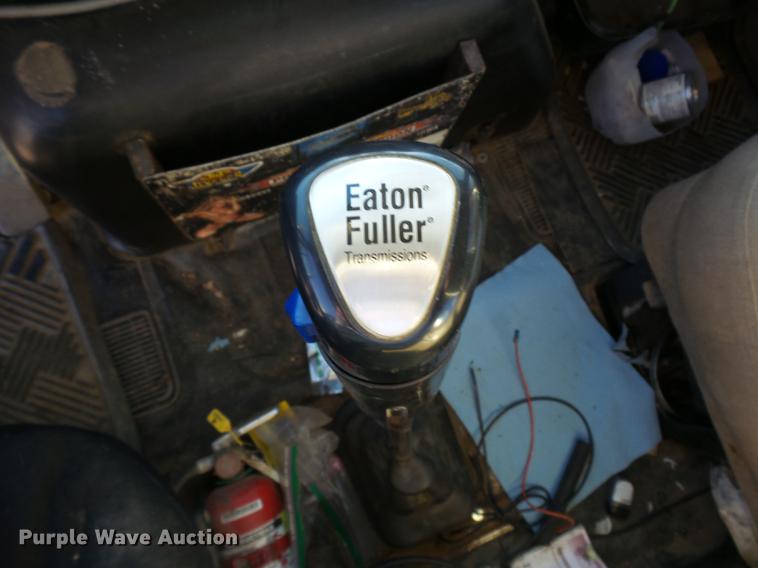 Eaton®
Fuller®
Transmissions
Purple Wave Auction